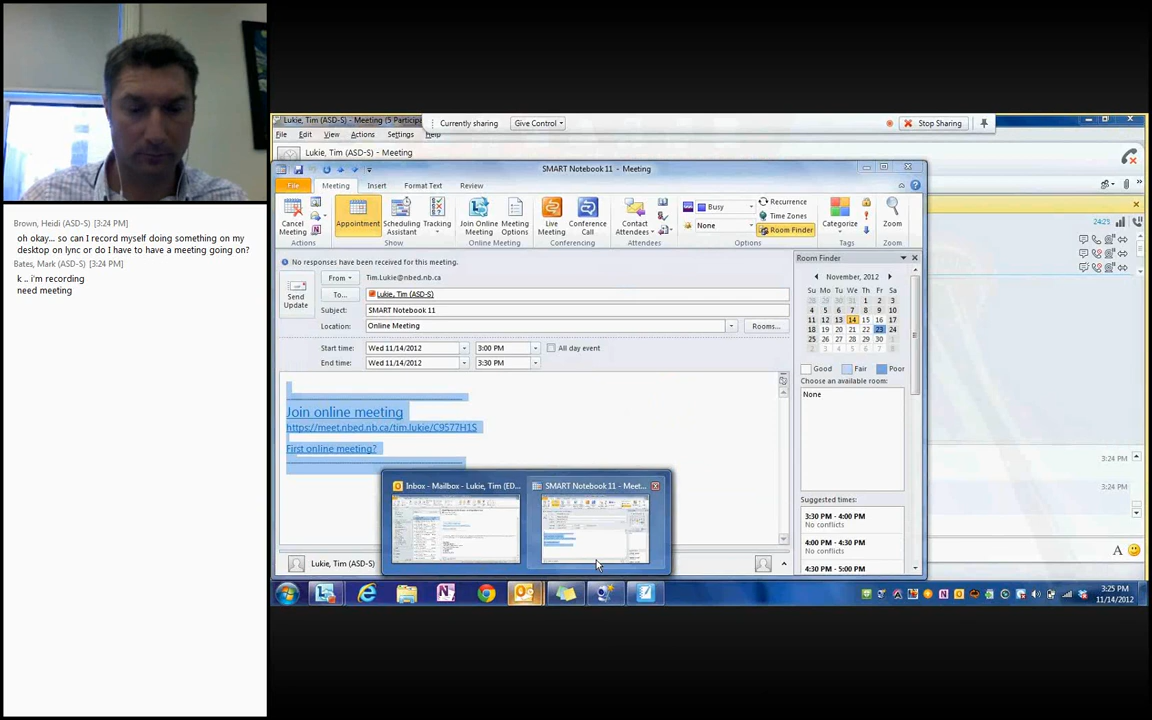 Brown, Heidi (ASD-S) [3:24 PM]
oh okay... so can I record myself doing something on my
desktop on lync or do I have to have a meeting going on?
Bates, Mark (ASD-S) [3:24 PM]
k .. i'm recording
need meeting
Lukie, Tim (ASD-S) - Meeting (5 Participa
Currently sharing
Give Control
Stop Sharing
File Edit View Actions Settings Help
Lukie, Tim (ASD-S) - Meeting
SMART Notebook 11 - Meeting
File Meeting Insert Format Text Review
Cancel Meeting
Actions
Appointment
Scheduling Assistant
Tracking
Show
Join Online Meeting
Meeting Options
Online Meeting
Live Meeting
Conference Call
Conferencing
Contact Attendees
Attendees
Busy
None
Recurrence
Time Zones
Room Finder
Options
Categorize
Tags
Zoom
Zoom
No responses have been received for this meeting.
Send Update
From
Tim.Lukie@nbed.nb.ca
To...
Lukie, Tim (ASD-S)
Subject:
SMART Notebook 11
Location:
Online Meeting
Rooms...
Start time:
Wed 11/14/2012
3:00 PM
All day event
End time:
Wed 11/14/2012
3:30 PM
Join online meeting
https://meet.nbed.nb.ca/tim.lukie/C9577H1S
First online meeting?
Room Finder
November, 2012
Su Mo Tu We Th Fr Sa
28 29 30 31 1 2 3
4 5 6 7 8 9 10
11 12 13 14 15 16 17
18 19 20 21 22 23 24
25 26 27 28 29 30 1
2 3 4 5 6 7 8
Good Fair Poor
Choose an available room:
None
Suggested times:
3:30 PM - 4:00 PM
No conflicts
4:00 PM - 4:30 PM
No conflicts
4:30 PM - 5:00 PM
24:23
3:24 PM
3:24 PM
A
Inbox - Mailbox - Lukie, Tim (ED...
SMART Notebook 11 - Meet...
Lukie, Tim (ASD-S)
3:25 PM
11/14/2012